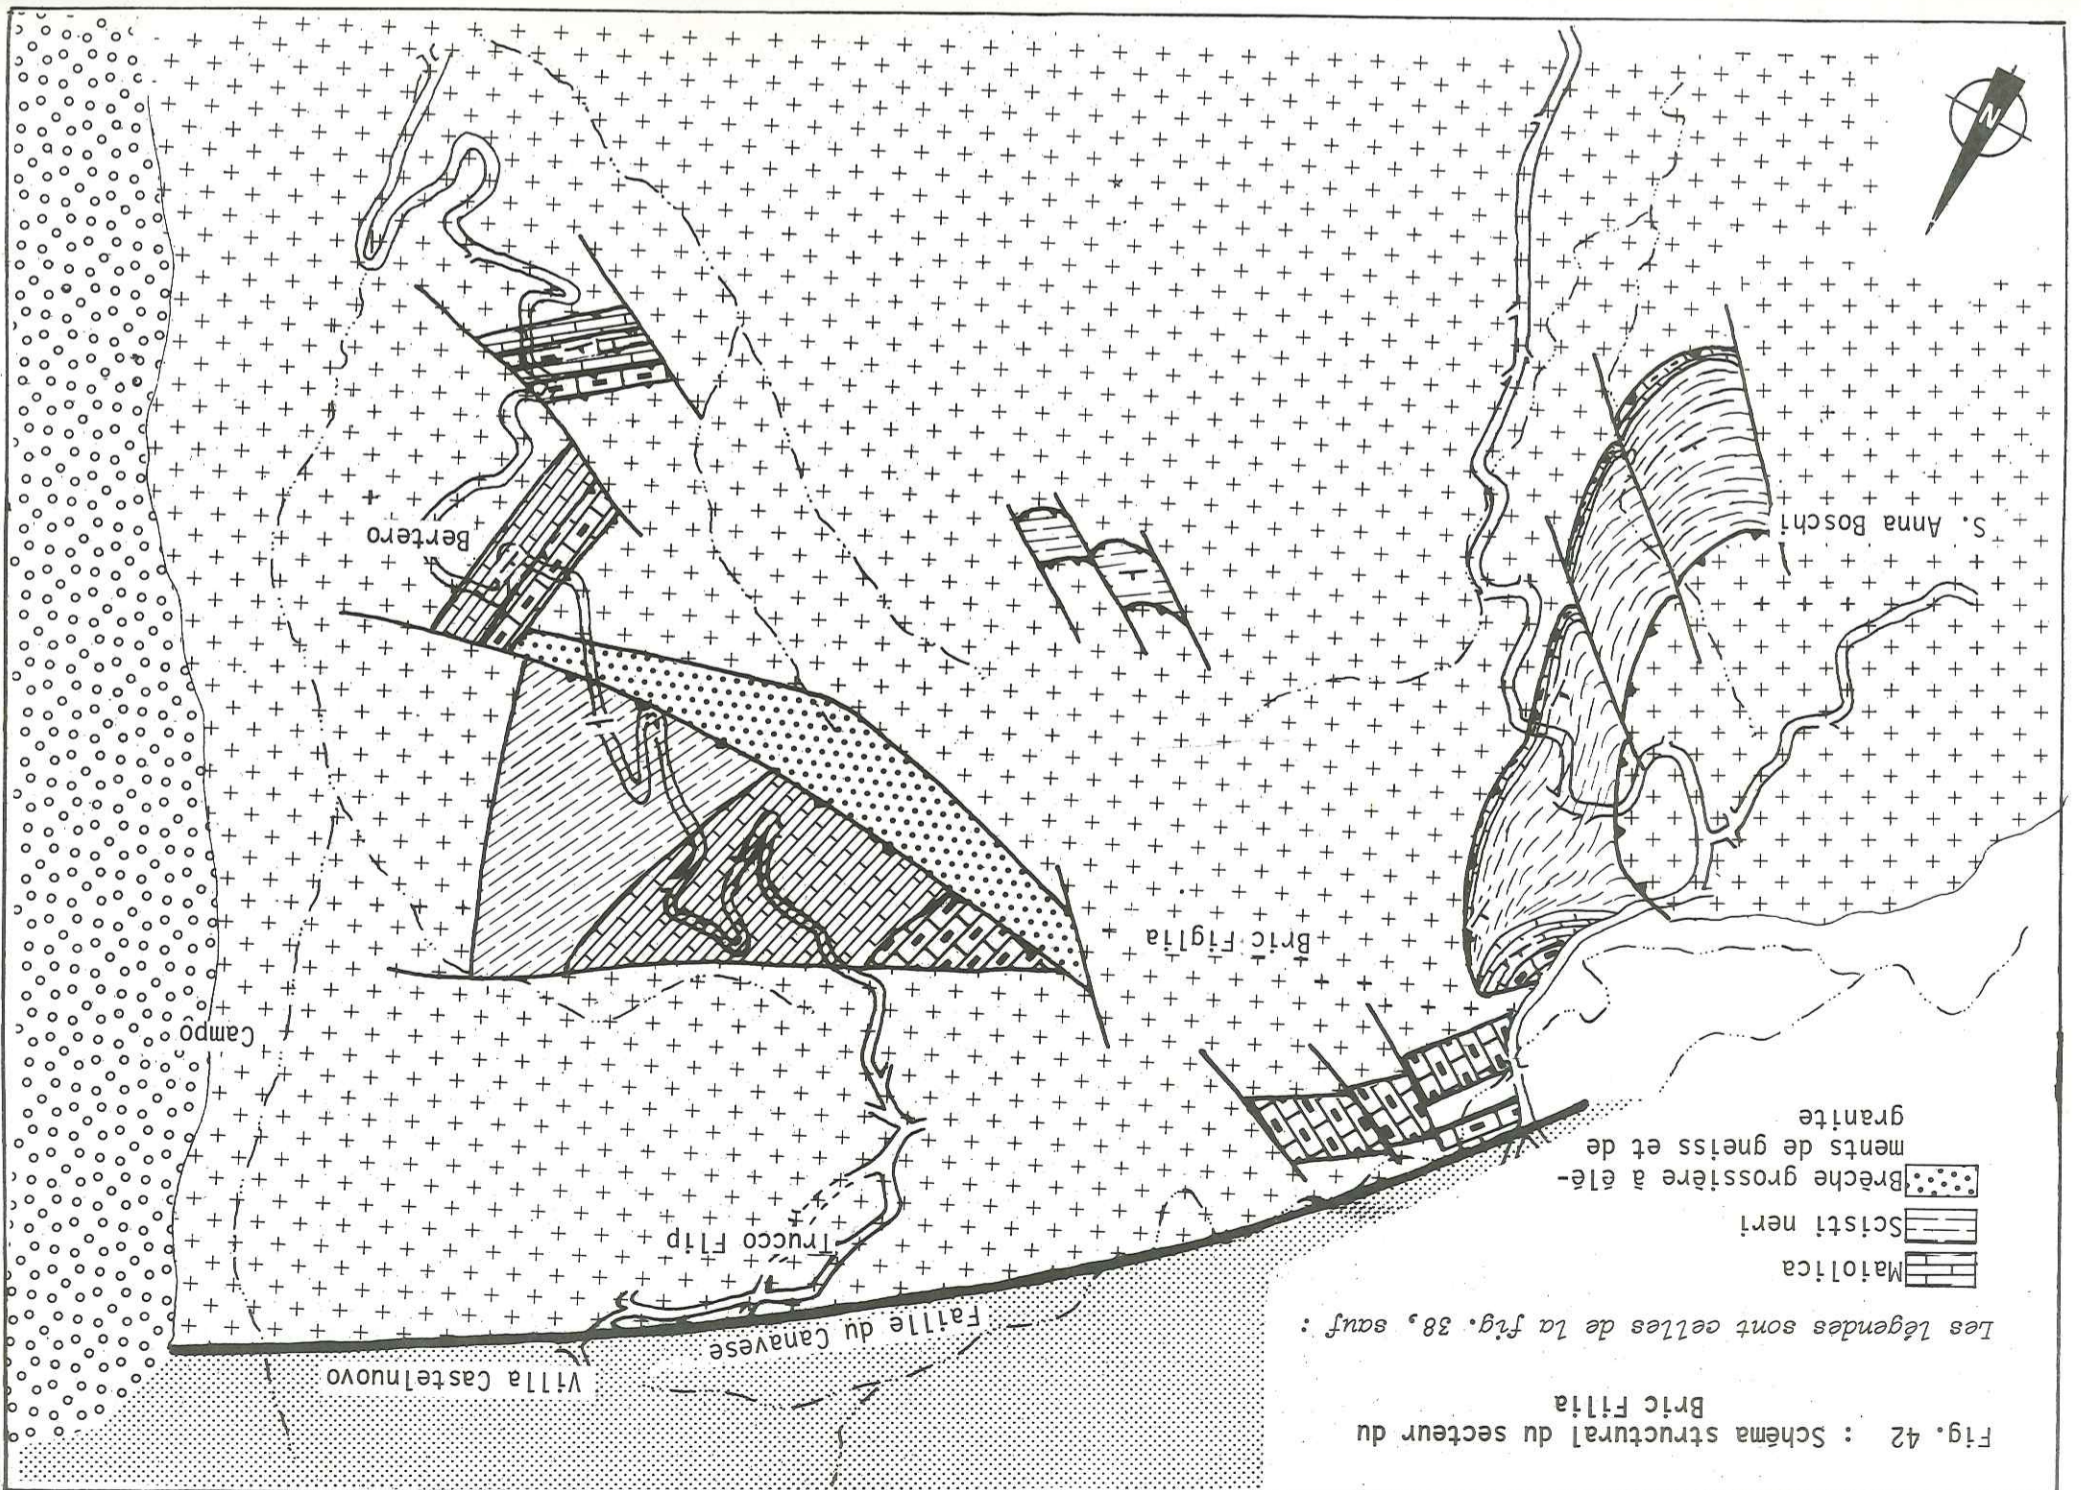 Fig. 42 : Schéma structural du secteur du
Bric Filia
Les légendes sont celles de la fig. 38, sauf :
Maiolica
Scisti neri
Brèche grossière à élé-
ments de gneiss et de
granite
Villa Castelnuovo
Faille du Canavese
Trucco Flip
Campo
Bric Figlia
Bertero
S. Anna Boschi
N